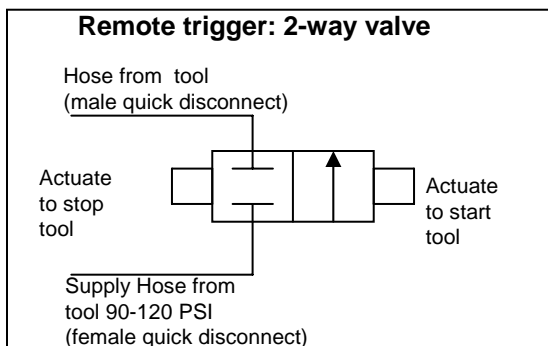 Remote trigger: 2-way valve
Hose from tool
(male quick disconnect)
Actuate
to stop
tool
Actuate
to start
tool
Supply Hose from
tool 90-120 PSI
(female quick disconnect)